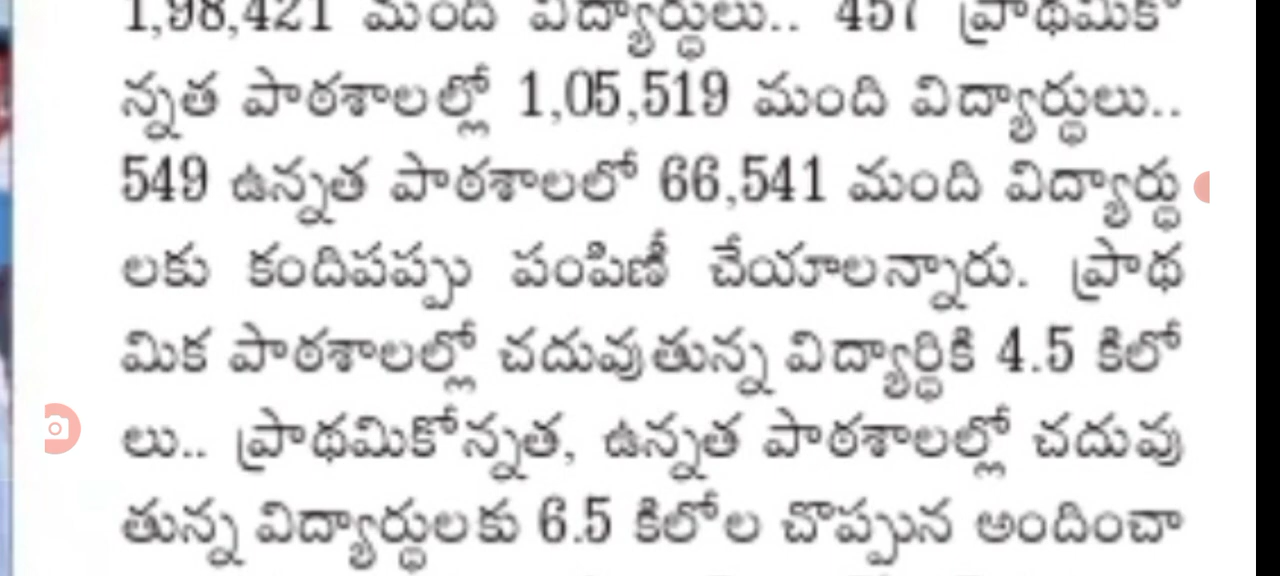 1,98,421 మంది విద్యార్థులు.. 457 ప్రాథమికో
న్నత పాఠశాలల్లో 1,05,519 మంది విద్యార్థులు..
549 ఉన్నత పాఠశాలలో 66,541 మంది విద్యార్థు
లకు కందిపప్పు పంపిణీ చేయాలన్నారు. ప్రాథ
మిక పాఠశాలల్లో చదువుతున్న విద్యార్థికి 4.5 కిలో
లు.. ప్రాథమికోన్నత, ఉన్నత పాఠశాలల్లో చదువు
తున్న విద్యార్థులకు 6.5 కిలోల చొప్పున అందించా